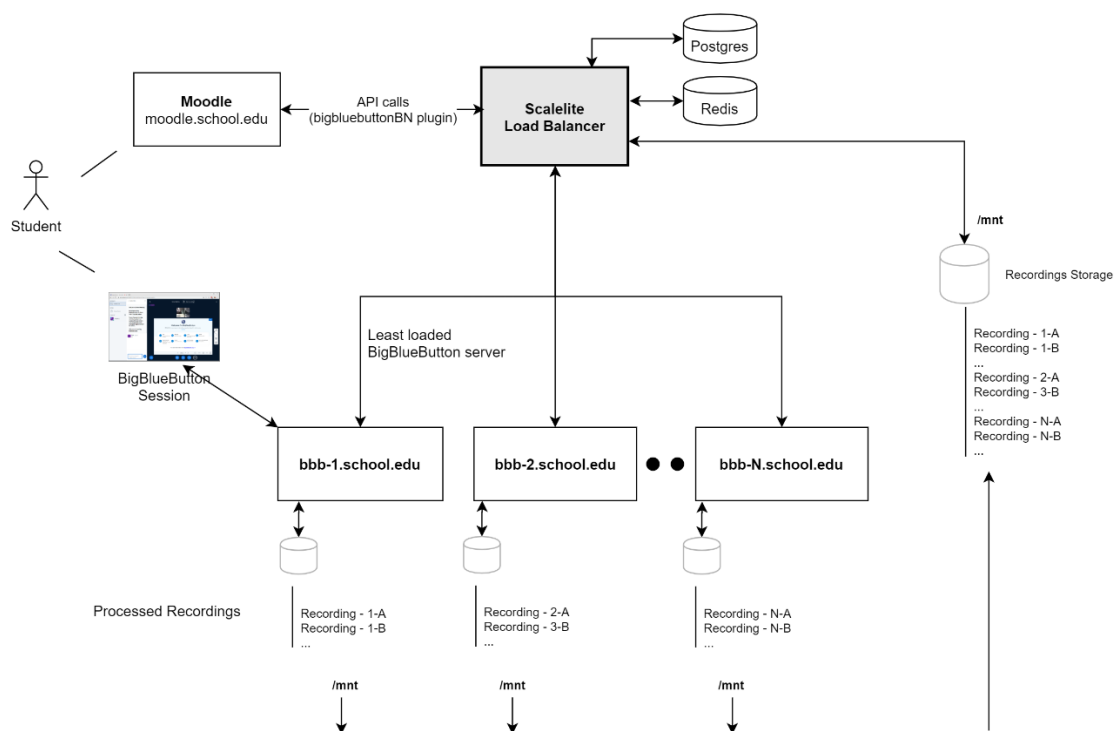 Postgres
Redis
Scalelite
Load Balancer
Moodle
moodle.school.edu
API calls
(bigbluebuttonBN plugin)
Student
/mnt
Recordings Storage
Recording - 1-A
Recording - 1-B
...
Recording - 2-A
Recording - 3-B
...
Recording - N-A
Recording - N-B
...
Least loaded
BigBlueButton server
BigBlueButton
Session
bbb-1.school.edu
bbb-2.school.edu
bbb-N.school.edu
Processed Recordings
Recording - 1-A
Recording - 1-B
...
Recording - 2-A
Recording - 3-B
...
Recording - N-A
Recording - N-B
...
/mnt
/mnt
/mnt